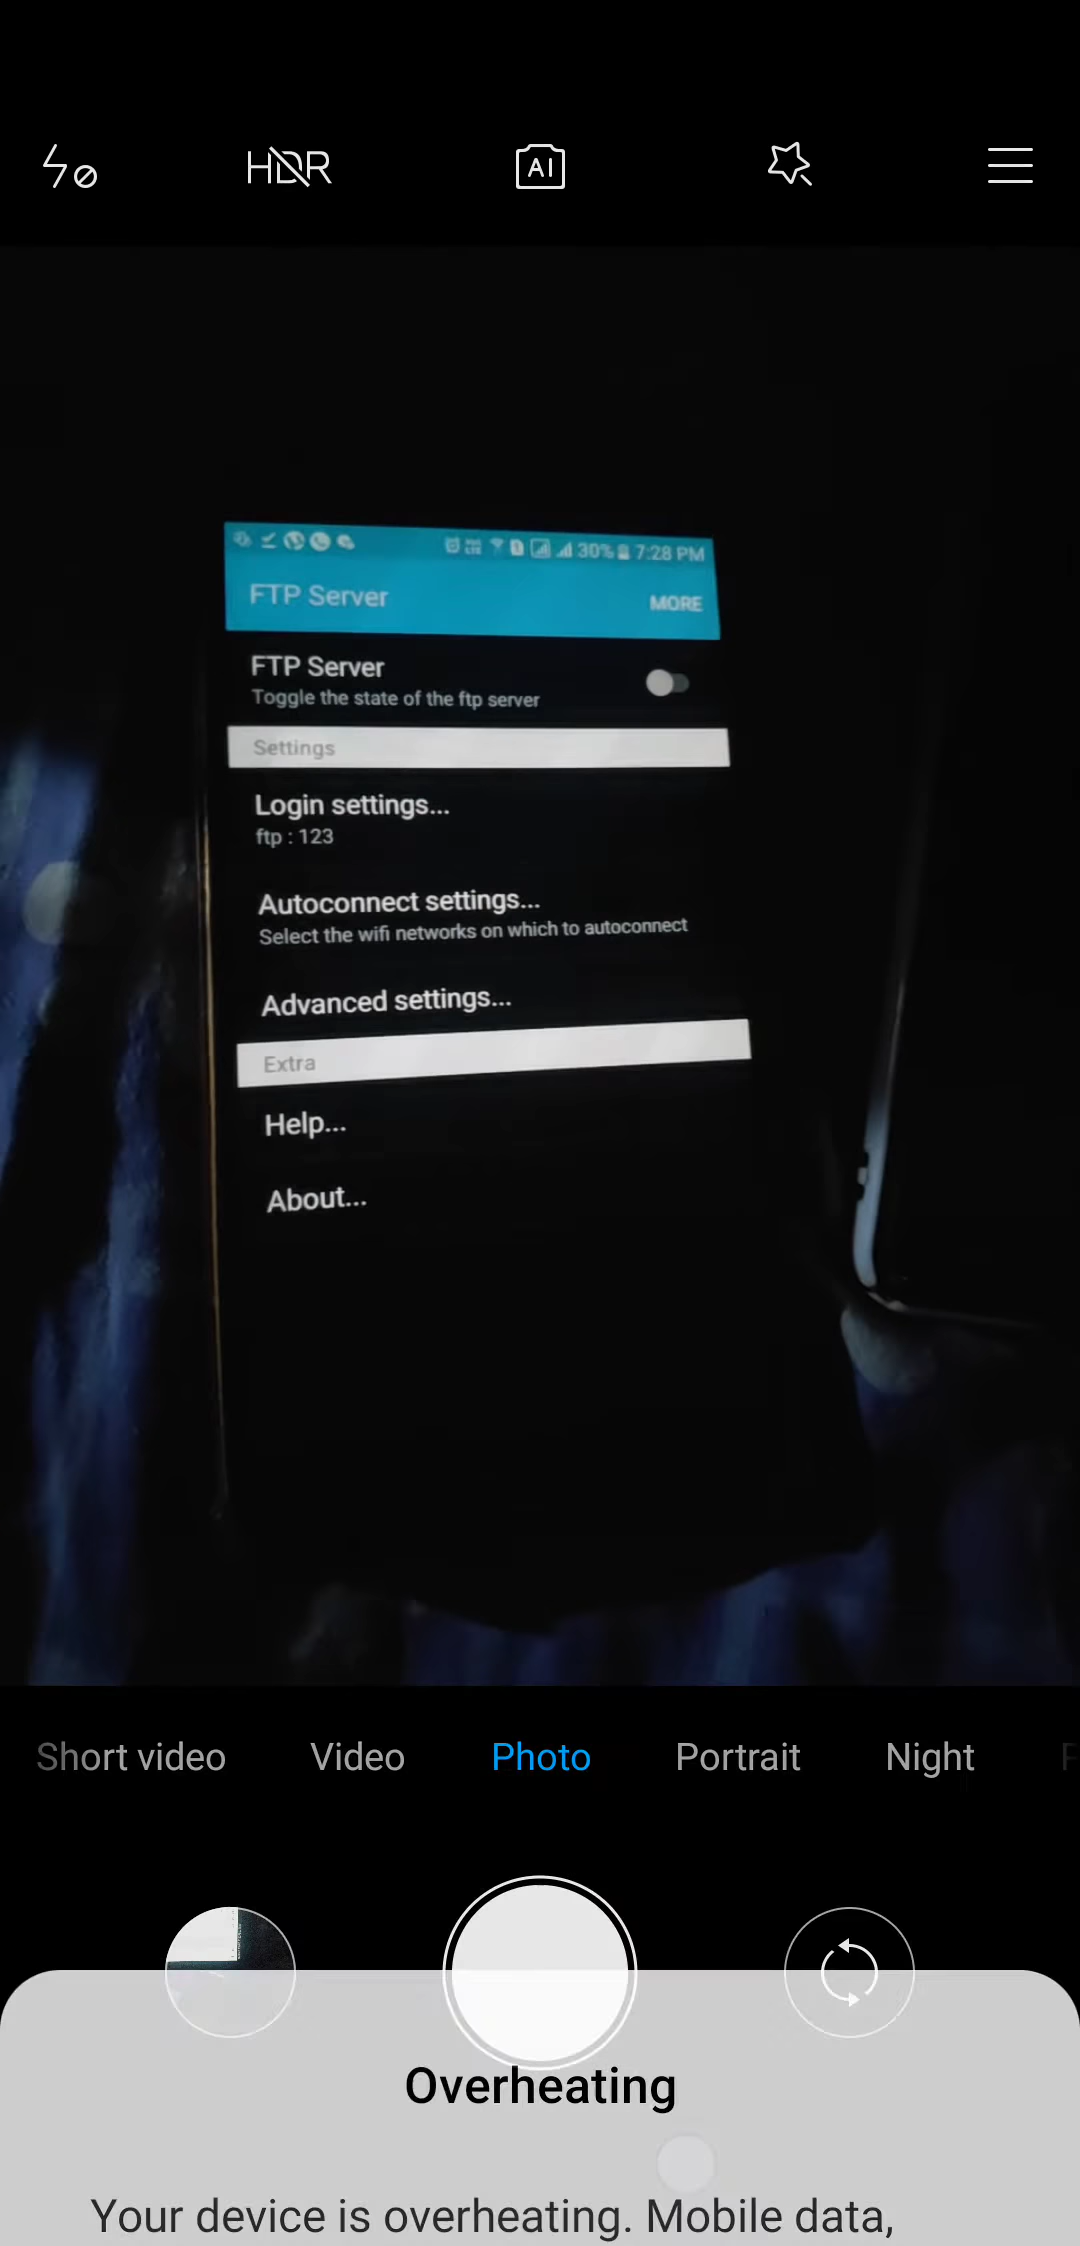 HDR
AI
30% 7:28 PM
FTP Server
MORE
FTP Server
Toggle the state of the ftp server
Settings
Login settings...
ftp : 123
Autoconnect settings...
Select the wifi networks on which to autoconnect
Advanced settings...
Extra
Help...
About...
Short video
Video
Photo
Portrait
Night
Overheating
Your device is overheating. Mobile data,